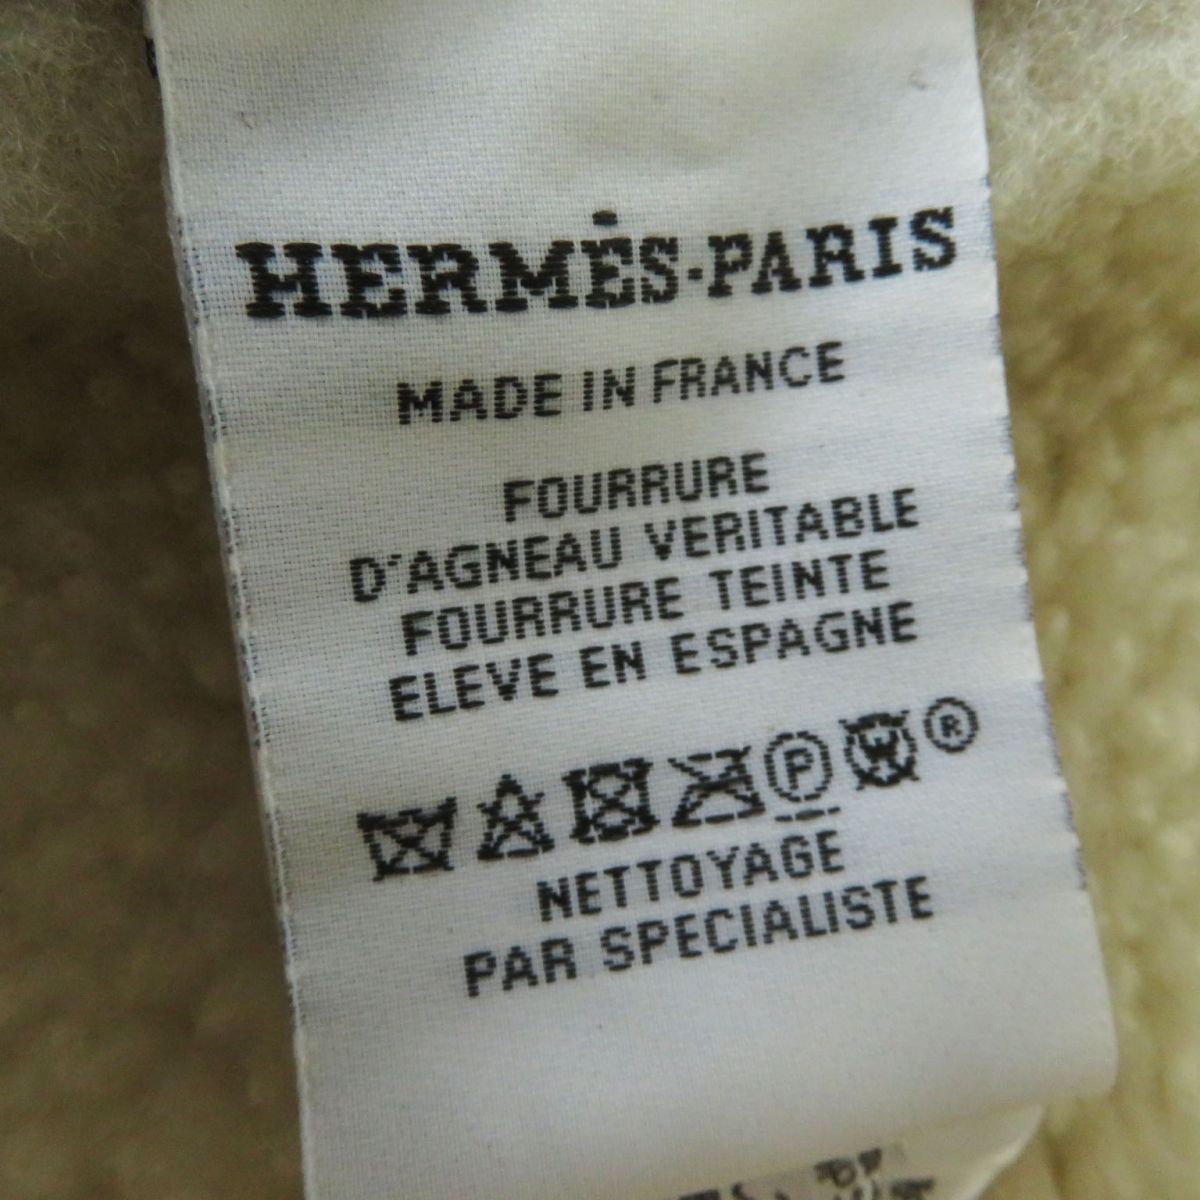 HERMÈS-PARIS
MADE IN FRANCE
FOURRURE
D'AGNEAU VERITABLE
FOURRURE TEINTE
ELEVE EN ESPAGNE
P W ®
NETTOYAGE
PAR SPECIALISTE